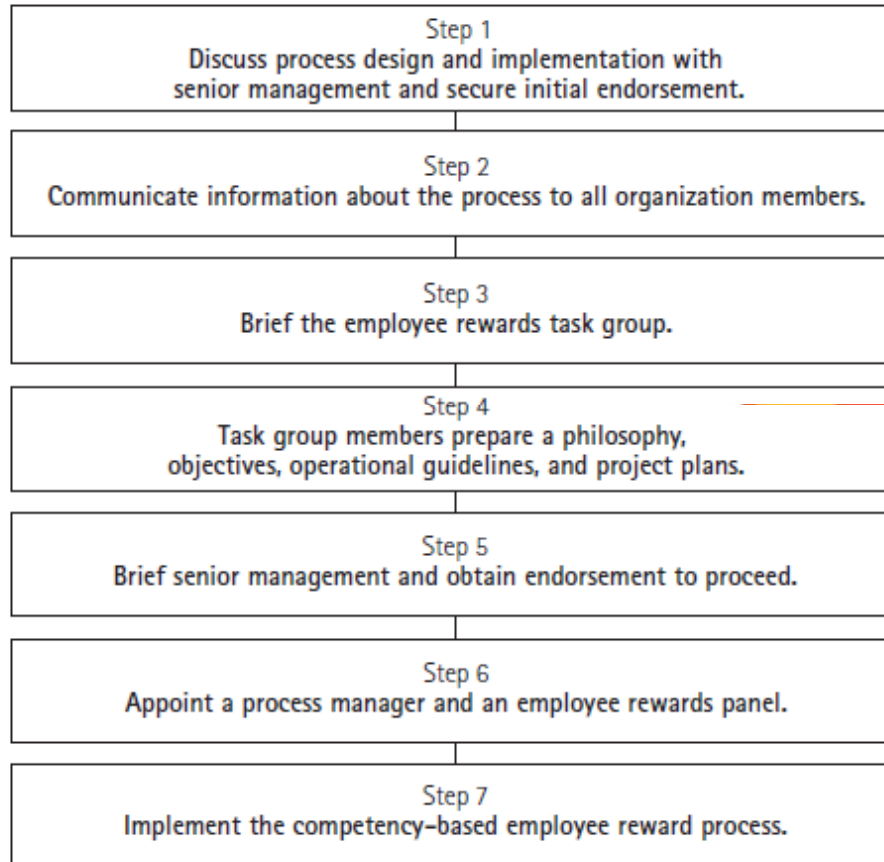 Step 1
Discuss process design and implementation with
senior management and secure initial endorsement.
Step 2
Communicate information about the process to all organization members.
Step 3
Brief the employee rewards task group.
Step 4
Task group members prepare a philosophy,
objectives, operational guidelines, and project plans.
Step 5
Brief senior management and obtain endorsement to proceed.
Step 6
Appoint a process manager and an employee rewards panel.
Step 7
Implement the competency-based employee reward process.